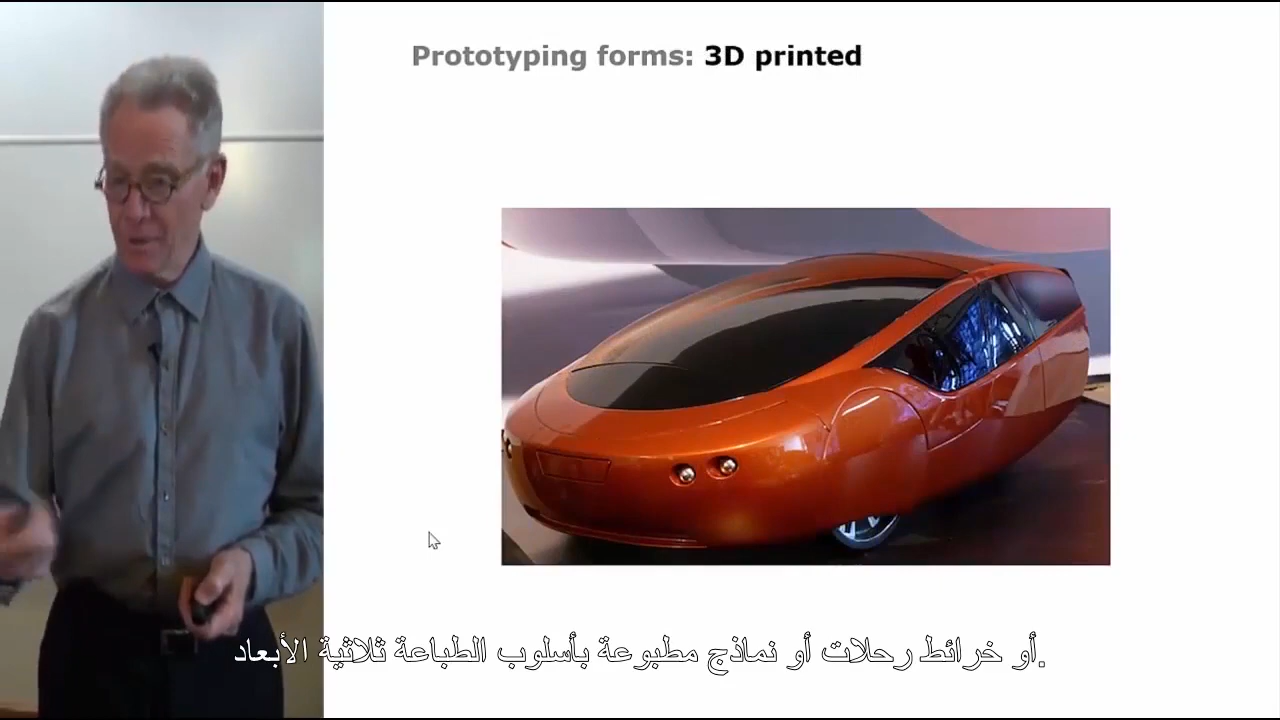 Prototyping forms: 3D printed
أو خرائط رحلات أو نماذج مطبوعة بأسلوب الطباعة ثلاثية الأبعاد.